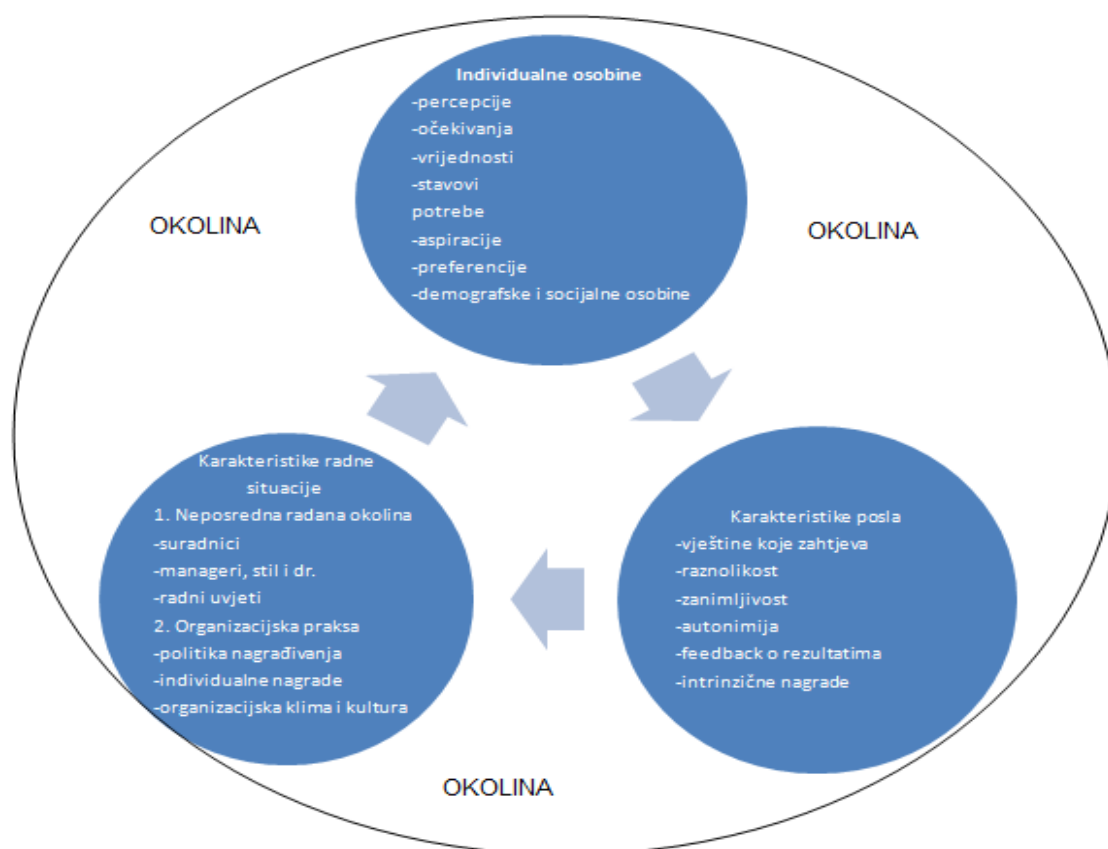 Individualne osobine
-percepcije
-očekivanja
-vrijednosti
-stavovi
potrebe
-aspiracije
-preferencije
-demografske i socijalne osobine
OKOLINA
OKOLINA
Karakteristike radne
situacije
1. Neposredna radana okolina
-suradnici
-manageri, stil i dr.
-radni uvjeti
2. Organizacijska praksa
-politika nagrađivanja
-individualne nagrade
-organizacijska klima i kultura
Karakteristike posla
-vještine koje zahtjeva
-raznolikost
-zanimljivost
-autonimija
-feedback o rezultatima
-intrinzične nagrade
OKOLINA